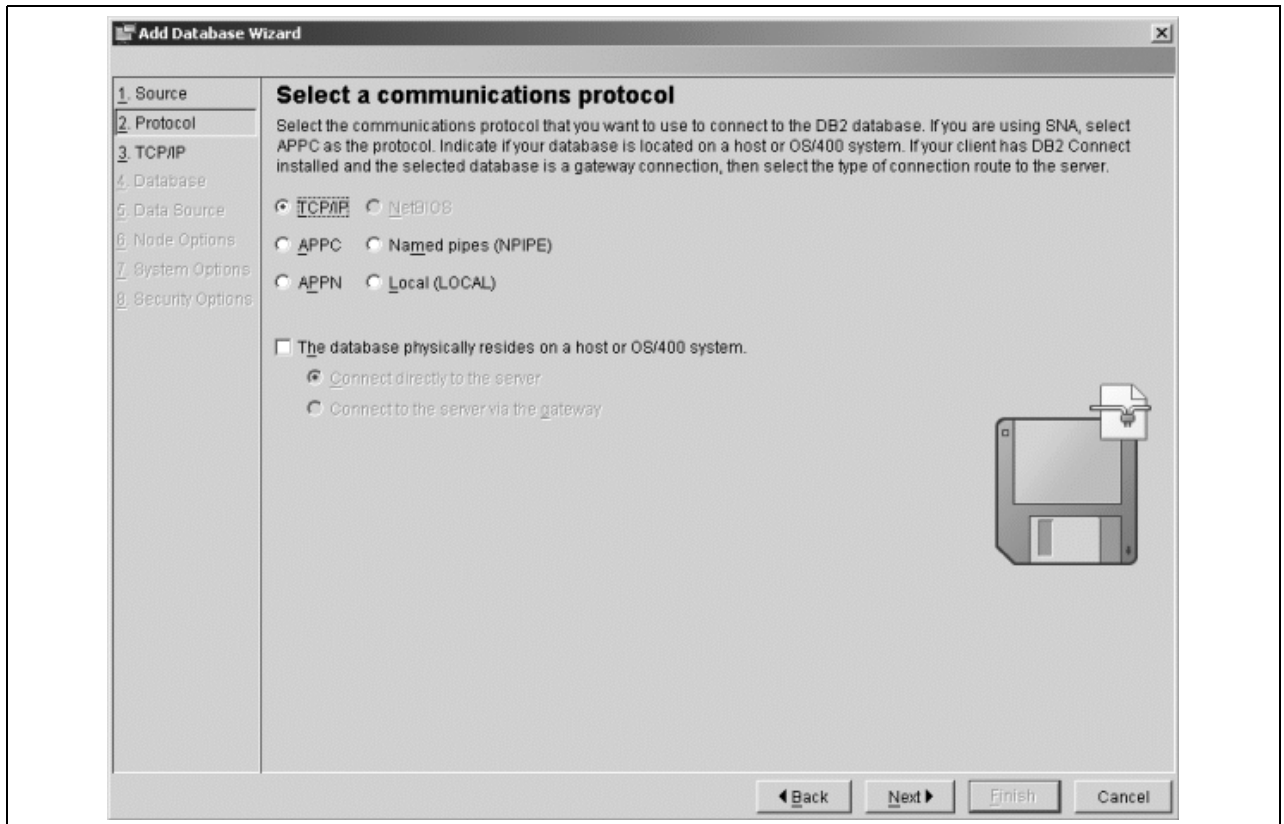 Add Database Wizard
1. Source
2. Protocol
3. TCP/IP
4. Database
5. Data Source
6. Node Options
7. System Options
8. Security Options
Select a communications protocol
Select the communications protocol that you want to use to connect to the DB2 database. If you are using SNA, select
APPC as the protocol. Indicate if your database is located on a host or OS/400 system. If your client has DB2 Connect
installed and the selected database is a gateway connection, then select the type of connection route to the server.
TCP/IP NetBIOS
APPC Named pipes (NPIPE)
APPN Local (LOCAL)
The database physically resides on a host or OS/400 system.
Connect directly to the server
Connect to the server via the gateway
Back Next Finish Cancel